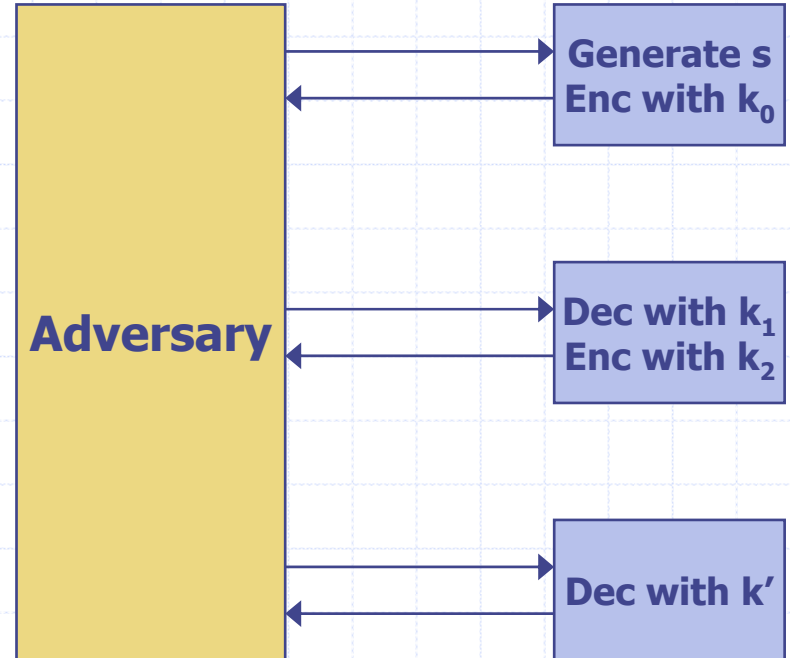 Generate s
Enc with k₀
Adversary
Dec with k₁
Enc with k₂
Dec with k’